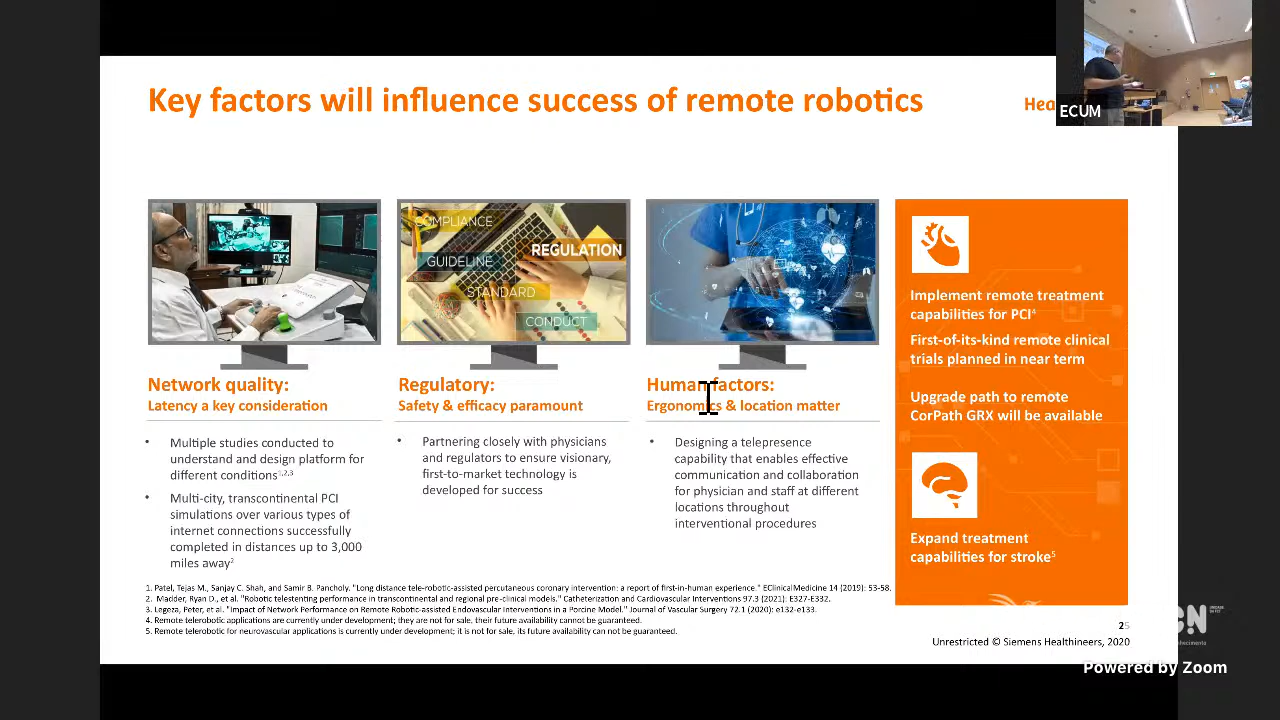 Key factors will influence success of remote robotics
ECUM
COMPLIANCE
REGULATION
GUIDELINE
STANDARD
CONDUCT
Network quality:
Latency a key consideration
• Multiple studies conducted to
understand and design platform for
different conditions1,2,3
• Multi-city, transcontinental PCI
simulations over various types of
internet connections successfully
completed in distances up to 3,000
miles away2
Regulatory:
Safety & efficacy paramount
• Partnering closely with physicians
and regulators to ensure visionary,
first-to-market technology is
developed for success
Human factors:
Ergonomics & location matter
• Designing a telepresence
capability that enables effective
communication and collaboration
for physician and staff at different
locations throughout
interventional procedures
Implement remote treatment
capabilities for PCI4
First-of-its-kind remote clinical
trials planned in near term
Upgrade path to remote
CorPath GRX will be available
Expand treatment
capabilities for stroke5
1. Patel, Tejas M., Sanjay C. Shah, and Samir B. Pancholy. "Long distance tele-robotic-assisted percutaneous coronary intervention: a report of first-in-human experience." EClinicalMedicine 14 (2019): 53-58.
2. Madder, Ryan D., et al. "Robotic telestenting performance in transcontinental and regional pre-clinical models." Catheterization and Cardiovascular Interventions 97.3 (2021): E327-E332.
3. Legeza, Peter, et al. "Impact of Network Performance on Remote Robotic-assisted Endovascular Interventions in a Porcine Model." Journal of Vascular Surgery 72.1 (2020): e132-e133.
4. Remote telerobotic applications are currently under development; they are not for sale, their future availability cannot be guaranteed.
5. Remote telerobotic for neurovascular applications is currently under development; it is not for sale, its future availability can not be guaranteed.
25
Unrestricted © Siemens Healthineers, 2020
Powered by Zoom